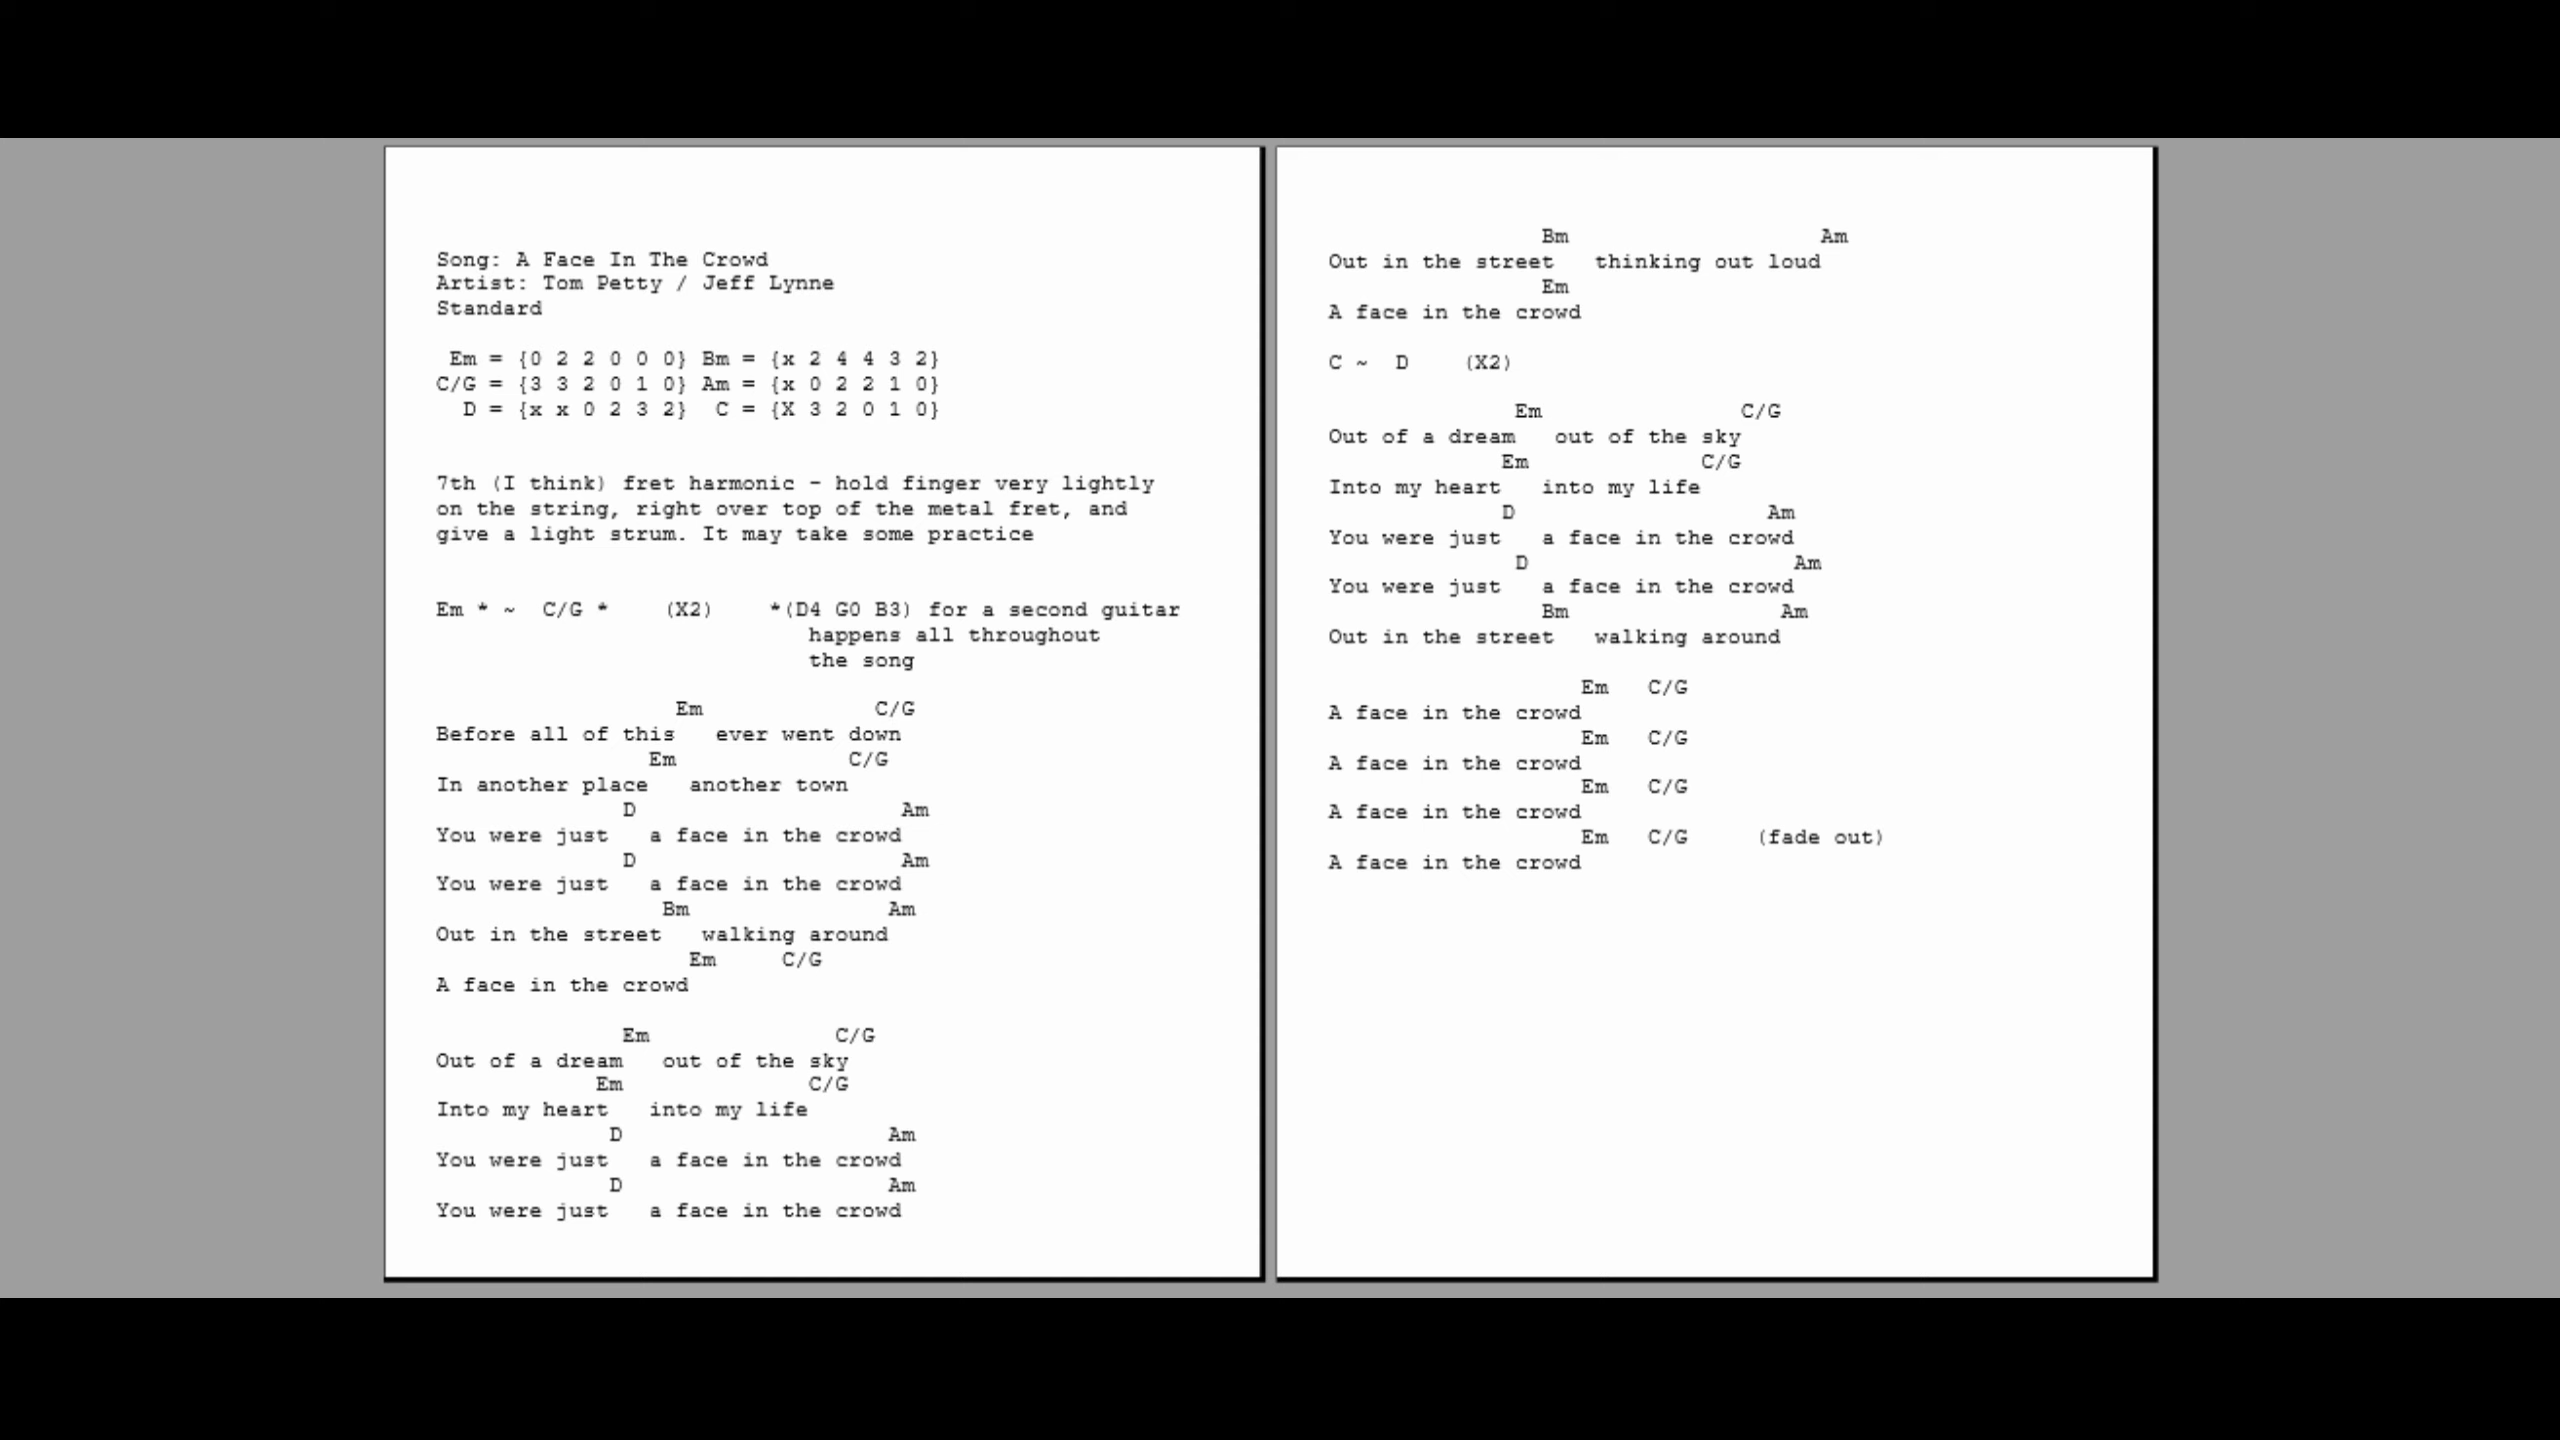 Song: A Face In The Crowd
Artist: Tom Petty / Jeff Lynne
Standard
Em = {0 2 2 0 0 0} Bm = {x 2 4 4 3 2}
C/G = {3 3 2 0 1 0} Am = {x 0 2 2 1 0}
D = {x x 0 2 3 2} C = {X 3 2 0 1 0}
7th (I think) fret harmonic - hold finger very lightly
on the string, right over top of the metal fret, and
give a light strum. It may take some practice
Em * ~ C/G * (X2) *(D4 G0 B3) for a second guitar
happens all throughout
the song
Em C/G
Before all of this ever went down
Em C/G
In another place another town
D Am
You were just a face in the crowd
D Am
You were just a face in the crowd
Bm Am
Out in the street walking around
Em C/G
A face in the crowd
Em C/G
Out of a dream out of the sky
Em C/G
Into my heart into my life
D Am
You were just a face in the crowd
D Am
You were just a face in the crowd
Bm Am
Out in the street thinking out loud
Em
A face in the crowd
C ~ D (X2)
Em C/G
Out of a dream out of the sky
Em C/G
Into my heart into my life
D Am
You were just a face in the crowd
D Am
You were just a face in the crowd
Bm Am
Out in the street walking around
Em C/G
A face in the crowd
Em C/G
A face in the crowd
Em C/G
A face in the crowd
Em C/G (fade out)
A face in the crowd